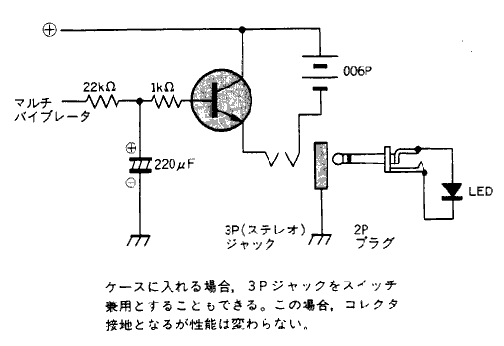 ⊕
22kΩ
1kΩ
006P
マルチ
バイブレータ
⊕
220μF
⊖
LED
3P(ステレオ)
ジャック
2P
プラグ
ケースに入れる場合，3Pジャックをスイッチ
兼用とすることもできる。この場合，コレクタ
接地となるが性能は変わらない。